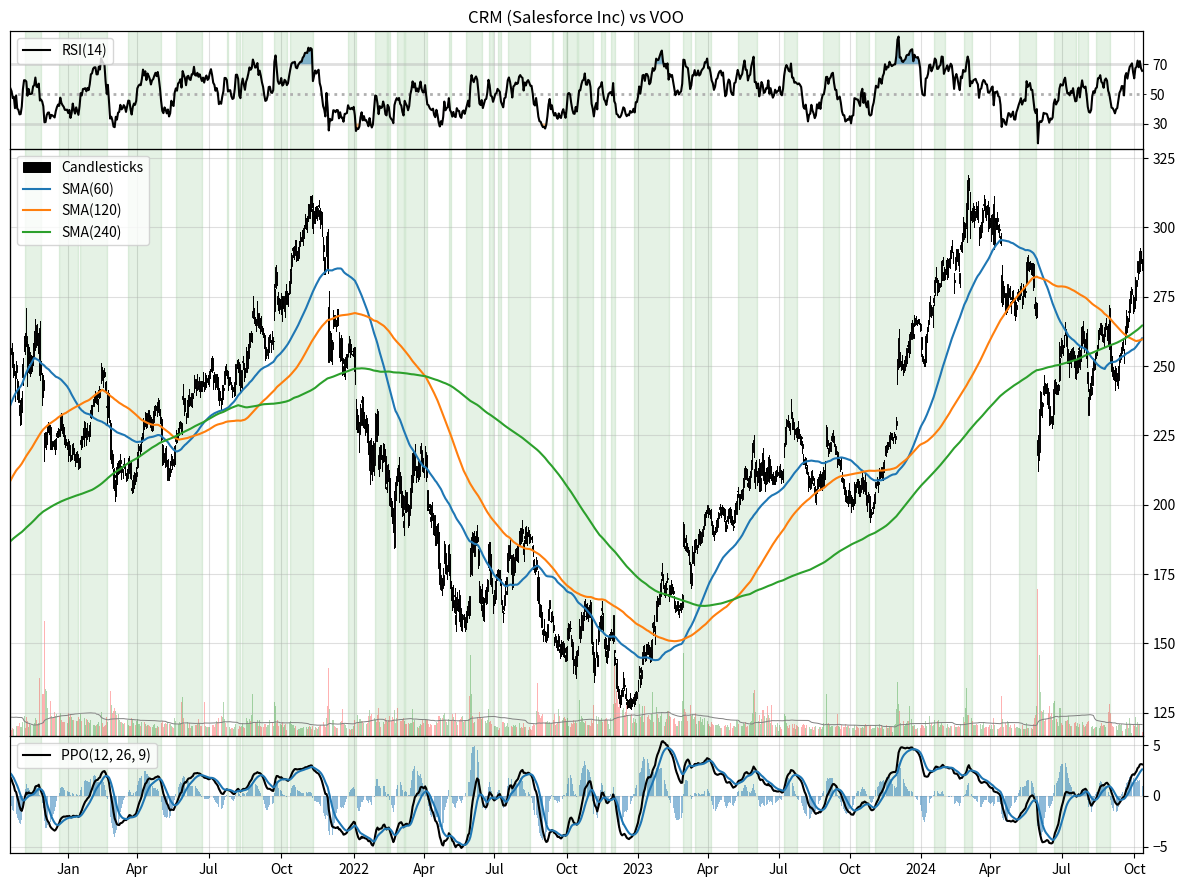 CRM (Salesforce Inc) vs VOO
RSI(14)
70
50
30
Candlesticks
SMA(60)
SMA(120)
SMA(240)
325
300
275
250
225
200
175
150
125
PPO(12, 26, 9)
5
0
−5
Jan Apr Jul Oct 2022 Apr Jul Oct 2023 Apr Jul Oct 2024 Apr Jul Oct